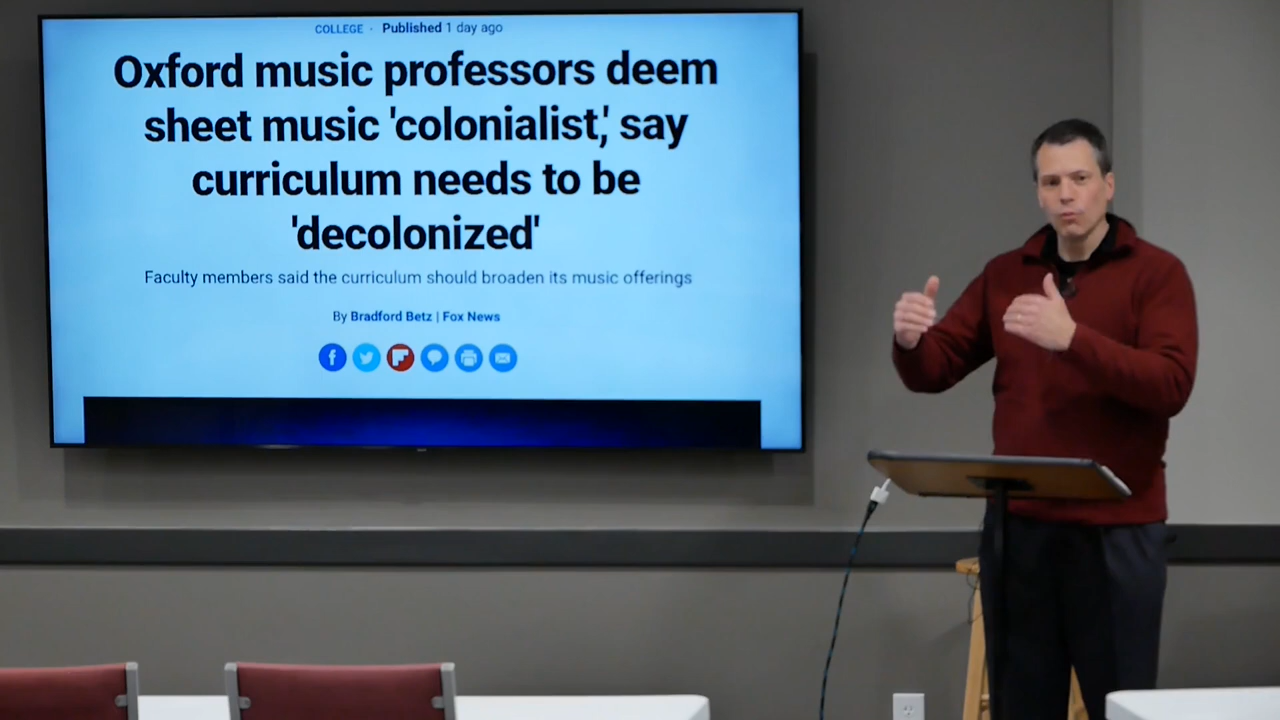 COLLEGE · Published 1 day ago
Oxford music professors deem
sheet music 'colonialist,' say
curriculum needs to be
'decolonized'
Faculty members said the curriculum should broaden its music offerings
By Bradford Betz | Fox News